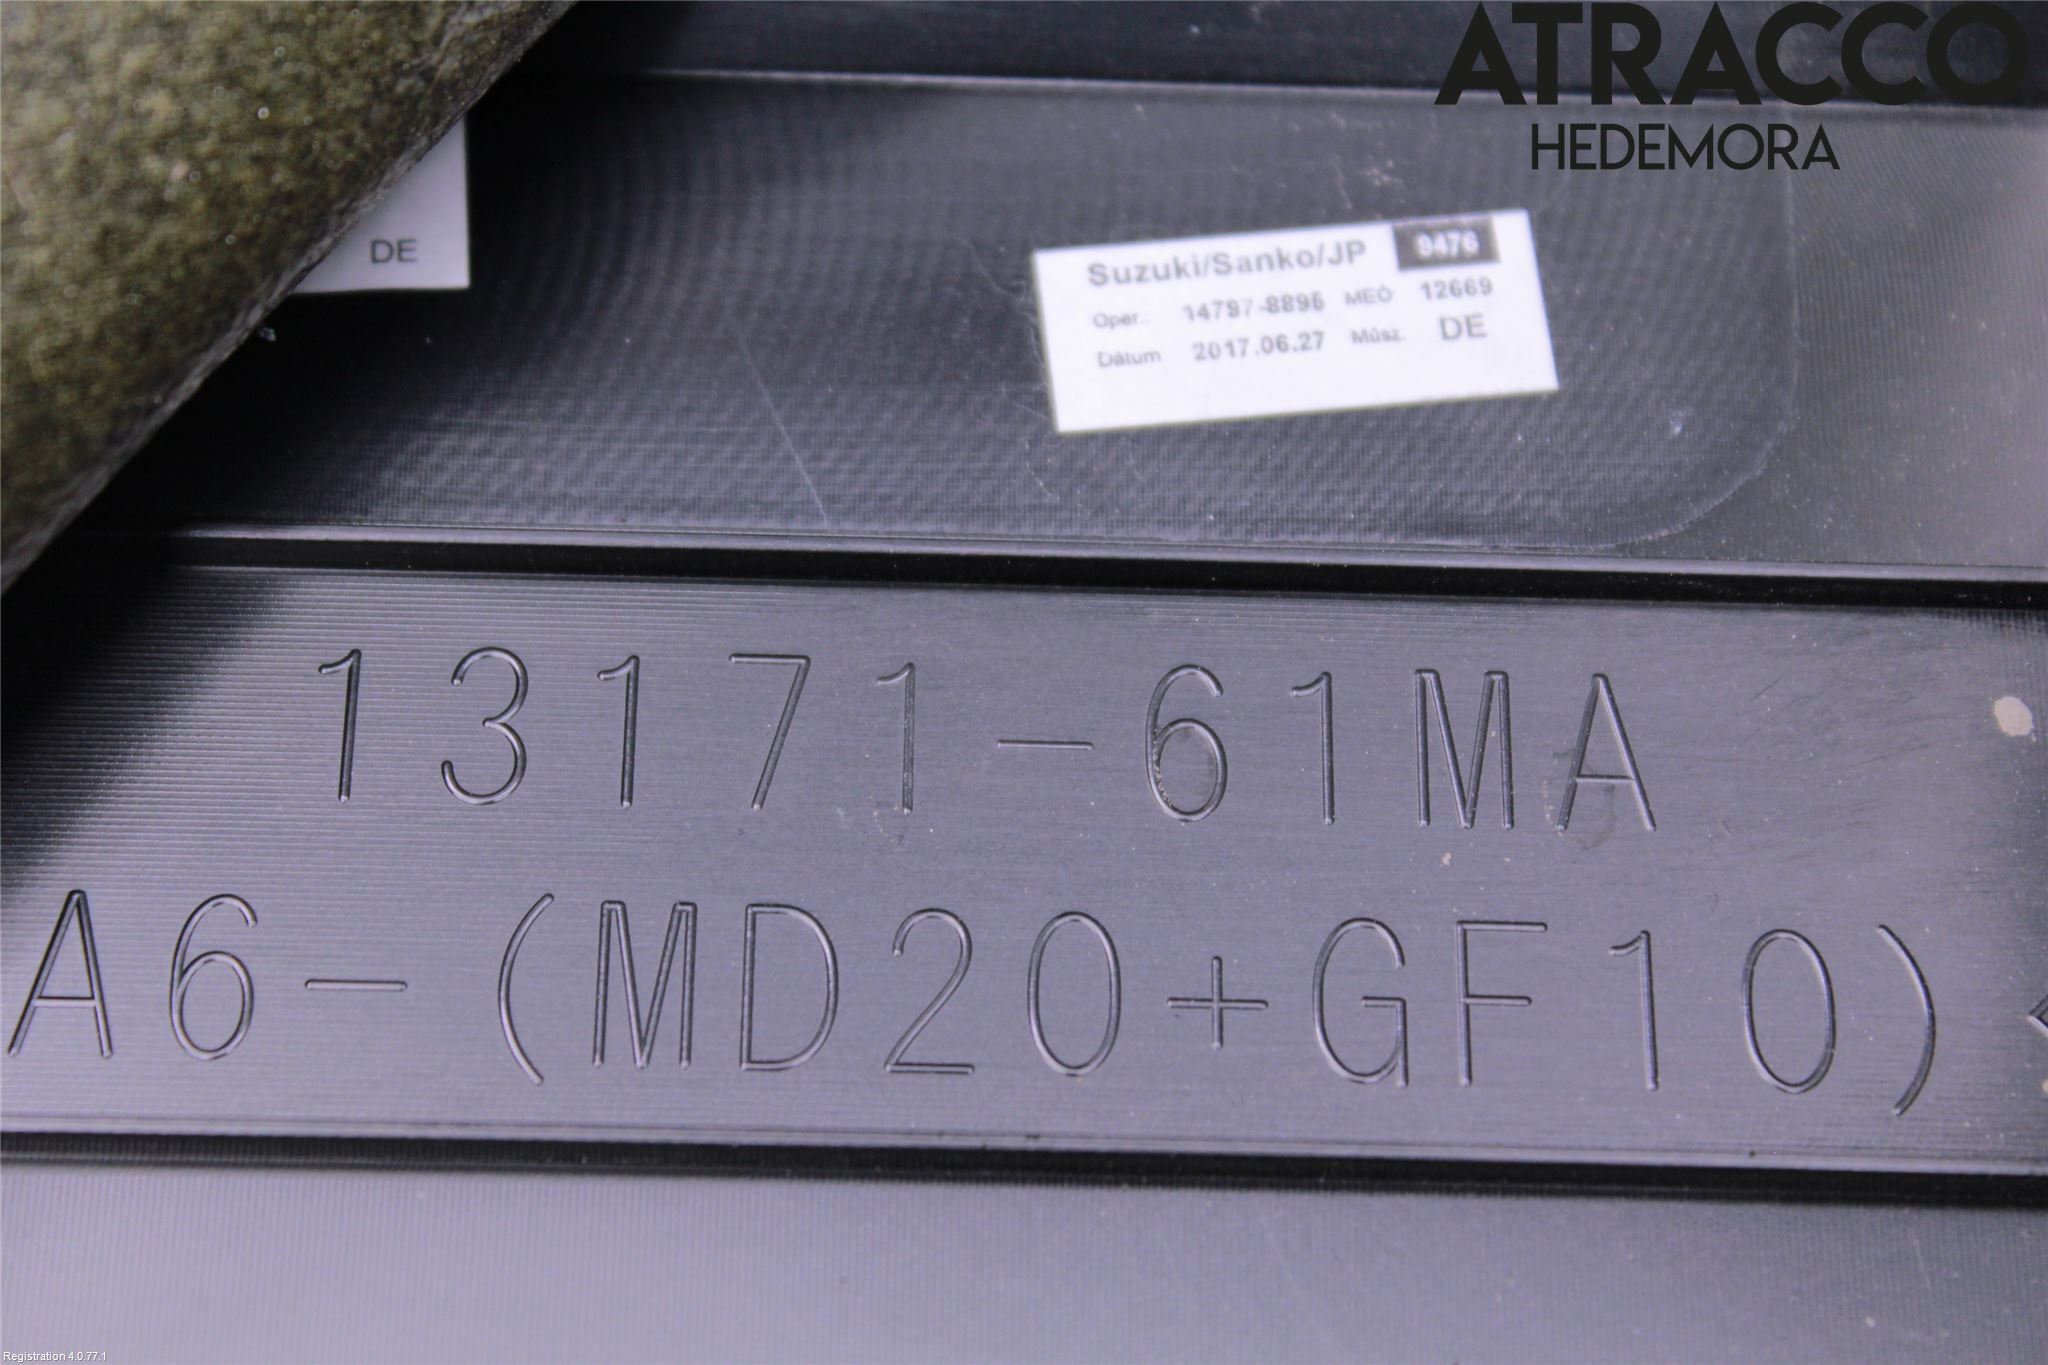 ATRACCO
HEDEMORA
DE
Suzuki/Sanko/JP 9476
Oper.: 14797-8895 MEÓ 12669
Dátum 2017.06.27 Műsz. DE
13171-61MA
A6-(MD20+GF10)
Registration 4.0.77.1